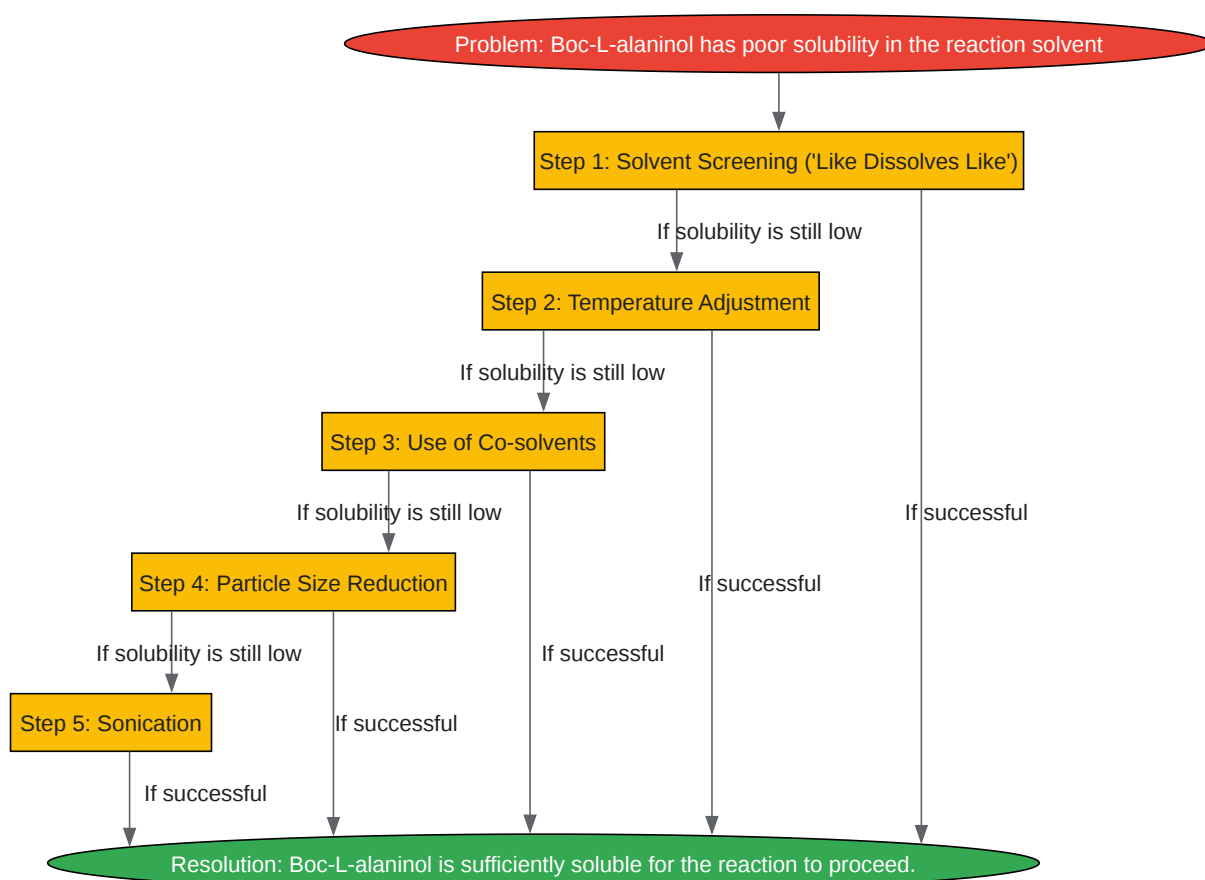 Problem: Boc-L-alaninol has poor solubility in the reaction solvent
Step 1: Solvent Screening ('Like Dissolves Like')
If solubility is still low
Step 2: Temperature Adjustment
If solubility is still low
Step 3: Use of Co-solvents
If solubility is still low
If successful
Step 4: Particle Size Reduction
If successful
If solubility is still low
If successful
Step 5: Sonication
If successful
If successful
Resolution: Boc-L-alaninol is sufficiently soluble for the reaction to proceed.